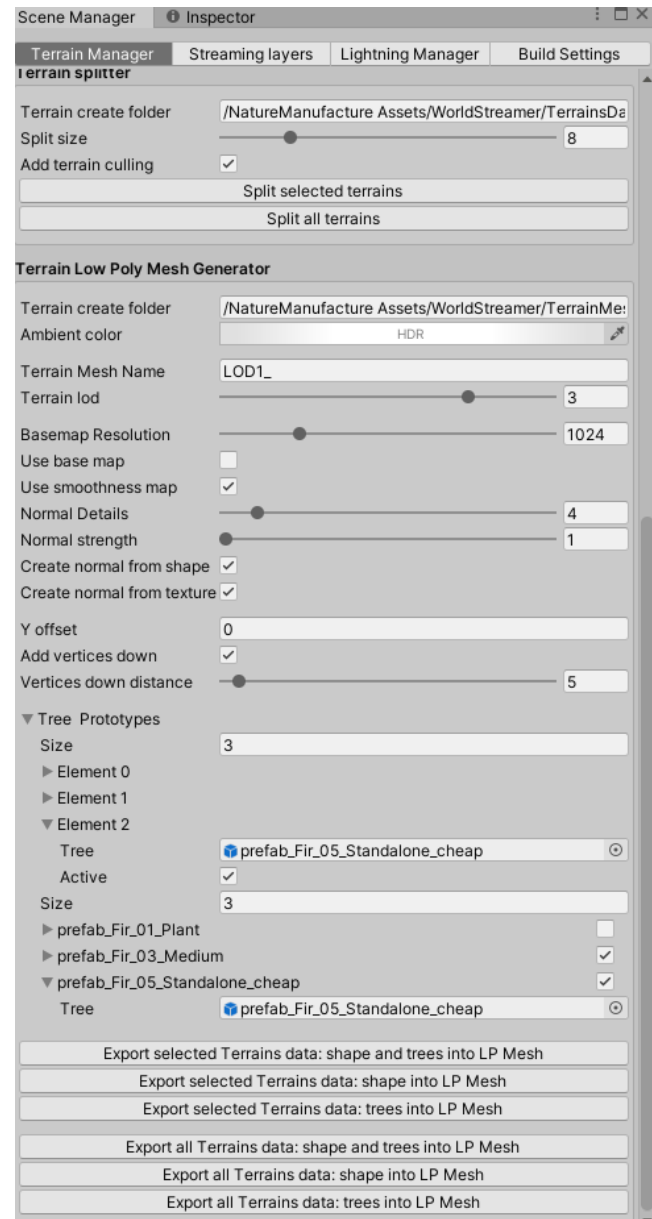 Scene Manager Inspector
Terrain Manager Streaming layers Lightning Manager Build Settings
Terrain splitter
Terrain create folder /NatureManufacture Assets/WorldStreamer/TerrainsDa
Split size 8
Add terrain culling
Split selected terrains
Split all terrains
Terrain Low Poly Mesh Generator
Terrain create folder /NatureManufacture Assets/WorldStreamer/TerrainMe
Ambient color HDR
Terrain Mesh Name LOD1_
Terrain lod 3
Basemap Resolution 1024
Use base map
Use smoothness map
Normal Details 4
Normal strength 1
Create normal from shape
Create normal from texture
Y offset 0
Add vertices down
Vertices down distance 5
Tree Prototypes
Size 3
Element 0
Element 1
Element 2
Tree prefab_Fir_05_Standalone_cheap
Active
Size 3
prefab_Fir_01_Plant
prefab_Fir_03_Medium
prefab_Fir_05_Standalone_cheap
Tree prefab_Fir_05_Standalone_cheap
Export selected Terrains data: shape and trees into LP Mesh
Export selected Terrains data: shape into LP Mesh
Export selected Terrains data: trees into LP Mesh
Export all Terrains data: shape and trees into LP Mesh
Export all Terrains data: shape into LP Mesh
Export all Terrains data: trees into LP Mesh